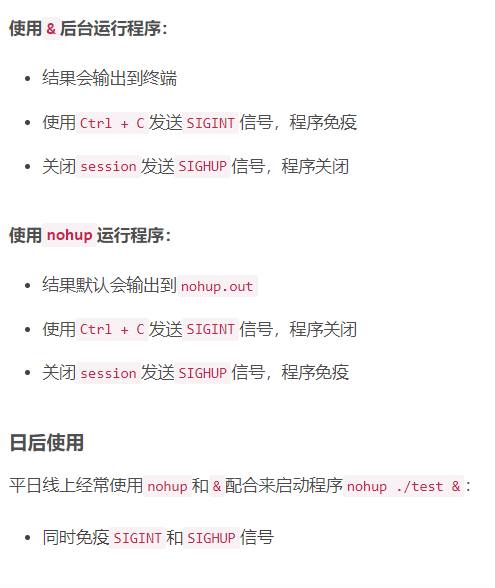 使用 & 后台运行程序：
结果会输出到终端
使用 Ctrl + C 发送 SIGINT 信号，程序免疫
关闭 session 发送 SIGHUP 信号，程序关闭
使用 nohup 运行程序：
结果默认会输出到 nohup.out
使用 Ctrl + C 发送 SIGINT 信号，程序关闭
关闭 session 发送 SIGHUP 信号，程序免疫
日后使用
平日线上经常使用 nohup 和 & 配合来启动程序 nohup ./test & ：
同时免疫 SIGINT 和 SIGHUP 信号